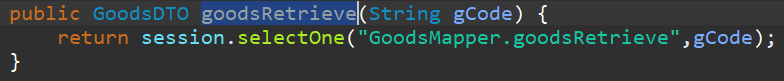 public GoodsDTO goodsRetrieve(String gCode) {
return session.selectOne("GoodsMapper.goodsRetrieve",gCode);
}